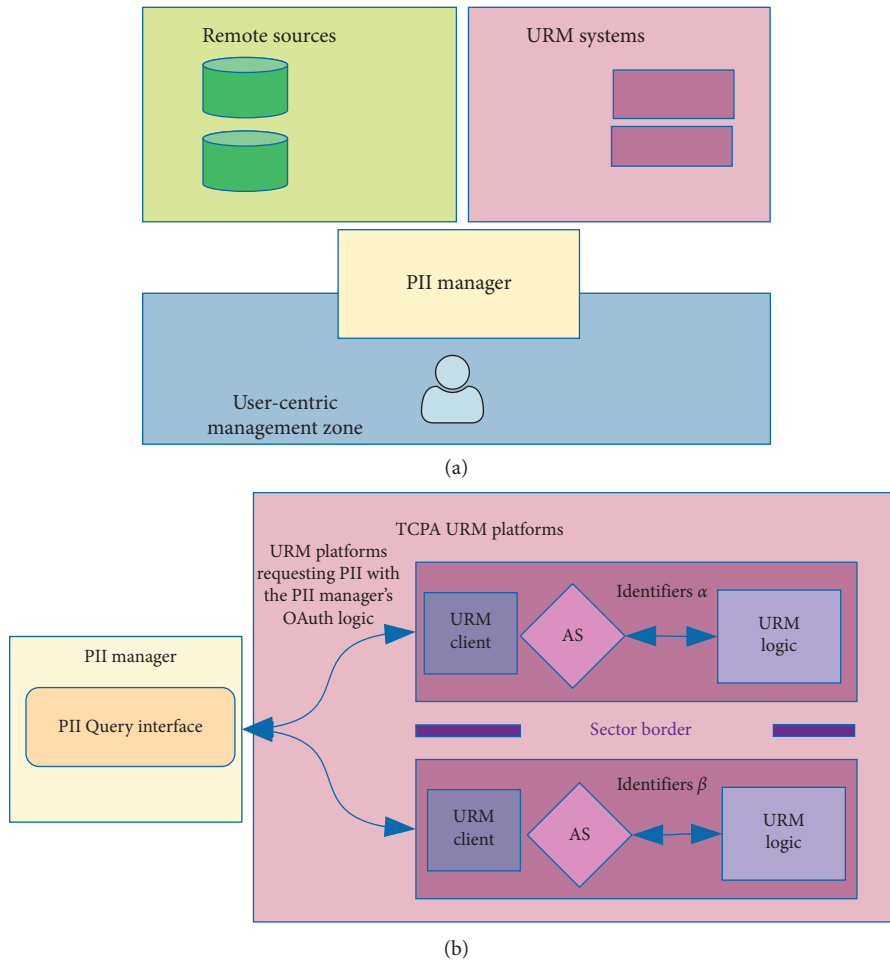 Remote sources
URM systems
PII manager
User-centric
management zone
(a)
TCPA URM platforms
URM platforms
requesting PII with
the PII manager's
OAuth logic
PII manager
PII Query interface
URM
client
AS
Identifiers α
URM
logic
Sector border
URM
client
AS
Identifiers β
URM
logic
(b)